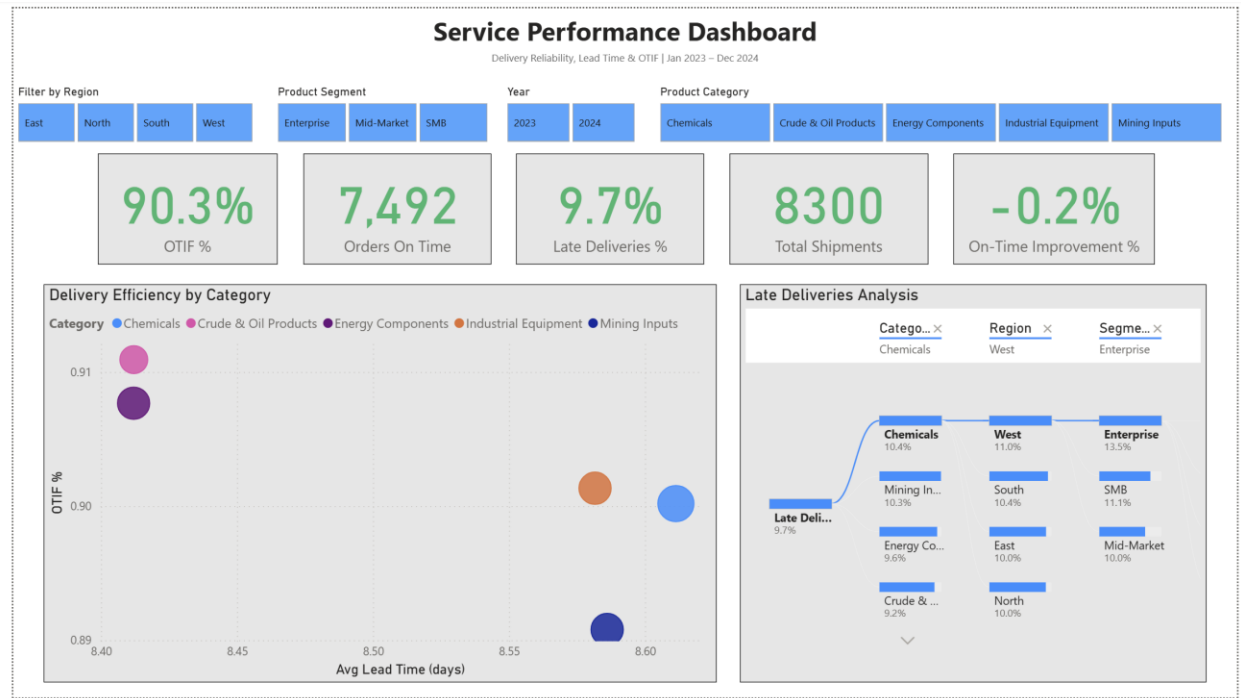 Service Performance Dashboard
Delivery Reliability, Lead Time & OTIF | Jan 2023 – Dec 2024
Filter by Region
East
North
South
West
Product Segment
Enterprise
Mid-Market
SMB
Year
2023
2024
Product Category
Chemicals
Crude & Oil Products
Energy Components
Industrial Equipment
Mining Inputs
90.3%
OTIF %
7,492
Orders On Time
9.7%
Late Deliveries %
8300
Total Shipments
-0.2%
On-Time Improvement %
Delivery Efficiency by Category
Category Chemicals Crude & Oil Products Energy Components Industrial Equipment Mining Inputs
OTIF %
0.91
0.90
0.89
8.40 8.45 8.50 8.55 8.60
Avg Lead Time (days)
Late Deliveries Analysis
Catego...
Chemicals
Region
West
Segme...
Enterprise
Late Deli...
9.7%
Chemicals
10.4%
Mining In...
10.3%
Energy Co...
9.6%
Crude & ...
9.2%
West
11.0%
South
10.4%
East
10.0%
North
10.0%
Enterprise
13.5%
SMB
11.1%
Mid-Market
10.0%